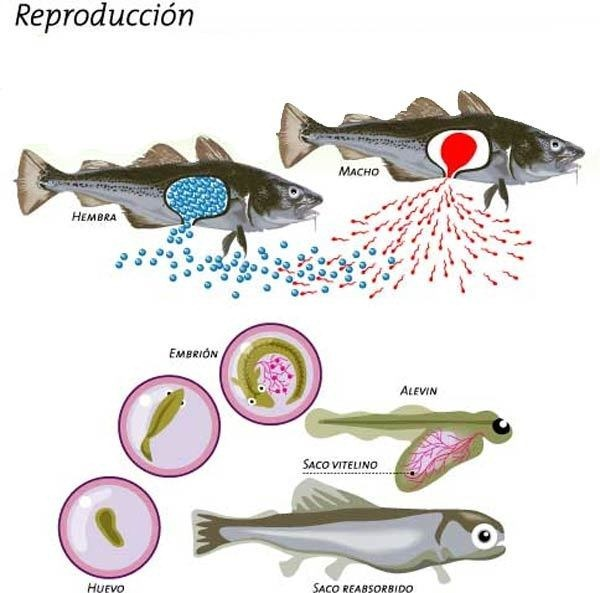 Reproducción
MACHO
HEMBRA
EMBRIÓN
ALEVIN
SACO VITELINO
HUEVO
SACO REABSORBIDO